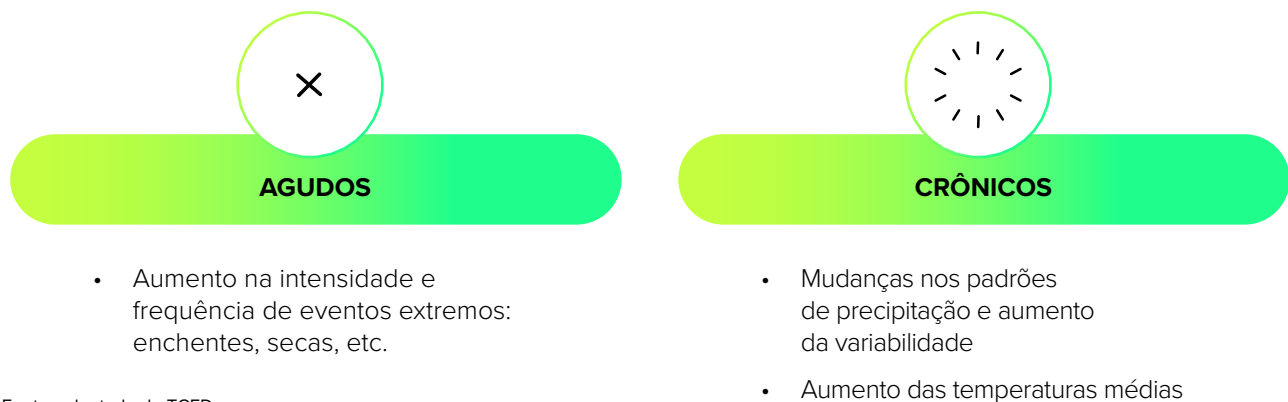 AGUDOS
• Aumento na intensidade e
frequência de eventos extremos:
enchentes, secas, etc.
CRÔNICOS
• Mudanças nos padrões
de precipitação e aumento
da variabilidade
• Aumento das temperaturas médias